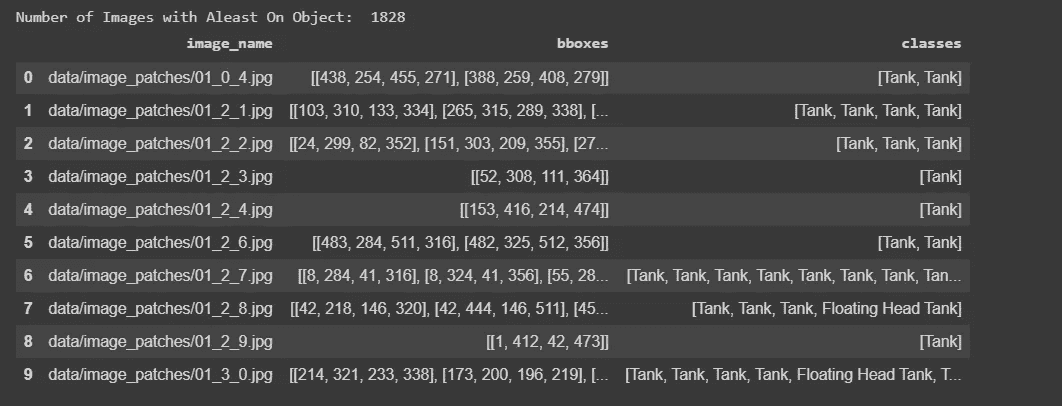 Number of Images with Aleast On Object:  1828
image_name bboxes classes
0 data/image_patches/01_0_4.jpg [[438, 254, 455, 271], [388, 259, 408, 279]] [Tank, Tank]
1 data/image_patches/01_2_1.jpg [[103, 310, 133, 334], [265, 315, 289, 338], [... [Tank, Tank, Tank, Tank]
2 data/image_patches/01_2_2.jpg [[24, 299, 82, 352], [151, 303, 209, 355], [27... [Tank, Tank, Tank]
3 data/image_patches/01_2_3.jpg [[52, 308, 111, 364]] [Tank]
4 data/image_patches/01_2_4.jpg [[153, 416, 214, 474]] [Tank]
5 data/image_patches/01_2_6.jpg [[483, 284, 511, 316], [482, 325, 512, 356]] [Tank, Tank]
6 data/image_patches/01_2_7.jpg [[8, 284, 41, 316], [8, 324, 41, 356], [55, 28... [Tank, Tank, Tank, Tank, Tank, Tank, Tank, Tan...
7 data/image_patches/01_2_8.jpg [[42, 218, 146, 320], [42, 444, 146, 511], [45... [Tank, Tank, Tank, Floating Head Tank]
8 data/image_patches/01_2_9.jpg [[1, 412, 42, 473]] [Tank]
9 data/image_patches/01_3_0.jpg [[214, 321, 233, 338], [173, 200, 196, 219], [... [Tank, Tank, Tank, Tank, Floating Head Tank, T...